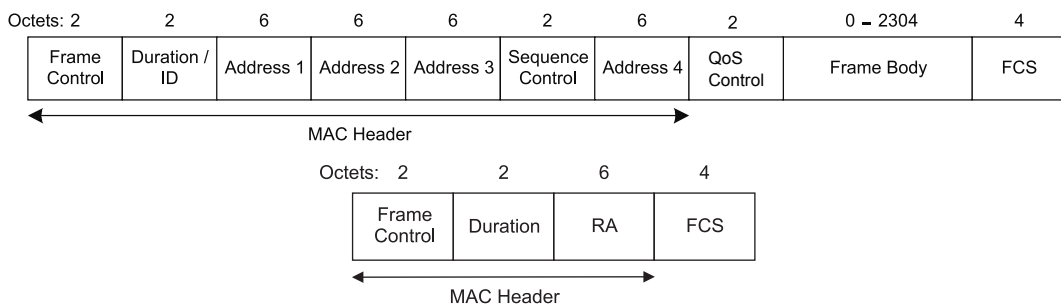 Octets: 2 2 6 6 6 2 6 2 0 – 2304 4
Frame Control Duration / ID Address 1 Address 2 Address 3 Sequence Control Address 4 QoS Control Frame Body FCS
MAC Header
Octets: 2 2 6 4
Frame Control Duration RA FCS
MAC Header